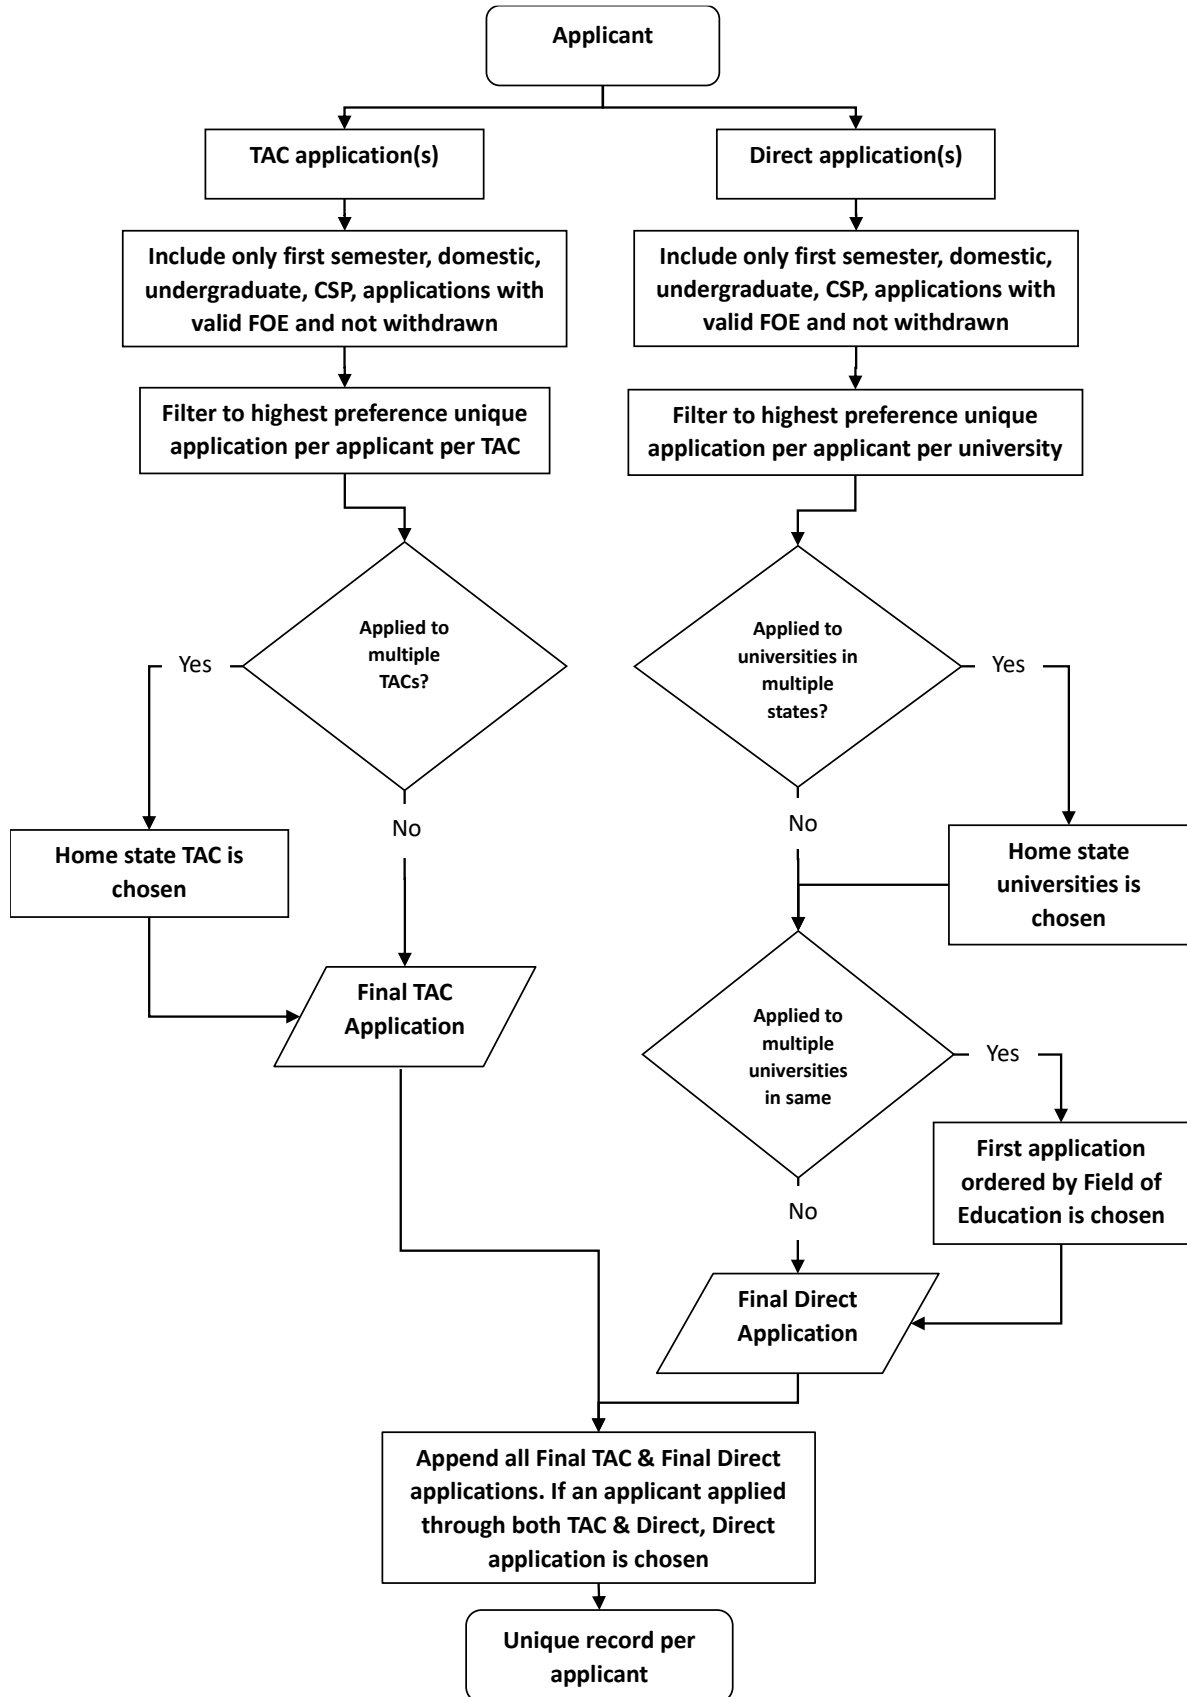 Applicant
TAC application(s)
Direct application(s)
Include only first semester, domestic,
undergraduate, CSP, applications with
valid FOE and not withdrawn
Include only first semester, domestic,
undergraduate, CSP, applications with
valid FOE and not withdrawn
Filter to highest preference unique
application per applicant per TAC
Filter to highest preference unique
application per applicant per university
Applied to
multiple
TACs?
Applied to
universities in
multiple
states?
Yes
Yes
No
No
Home state TAC is
chosen
Home state
universities is
chosen
Final TAC
Application
Applied to
multiple
universities
in same
Yes
First application
ordered by Field of
Education is chosen
No
Final Direct
Application
Append all Final TAC & Final Direct
applications. If an applicant applied
through both TAC & Direct, Direct
application is chosen
Unique record per
applicant